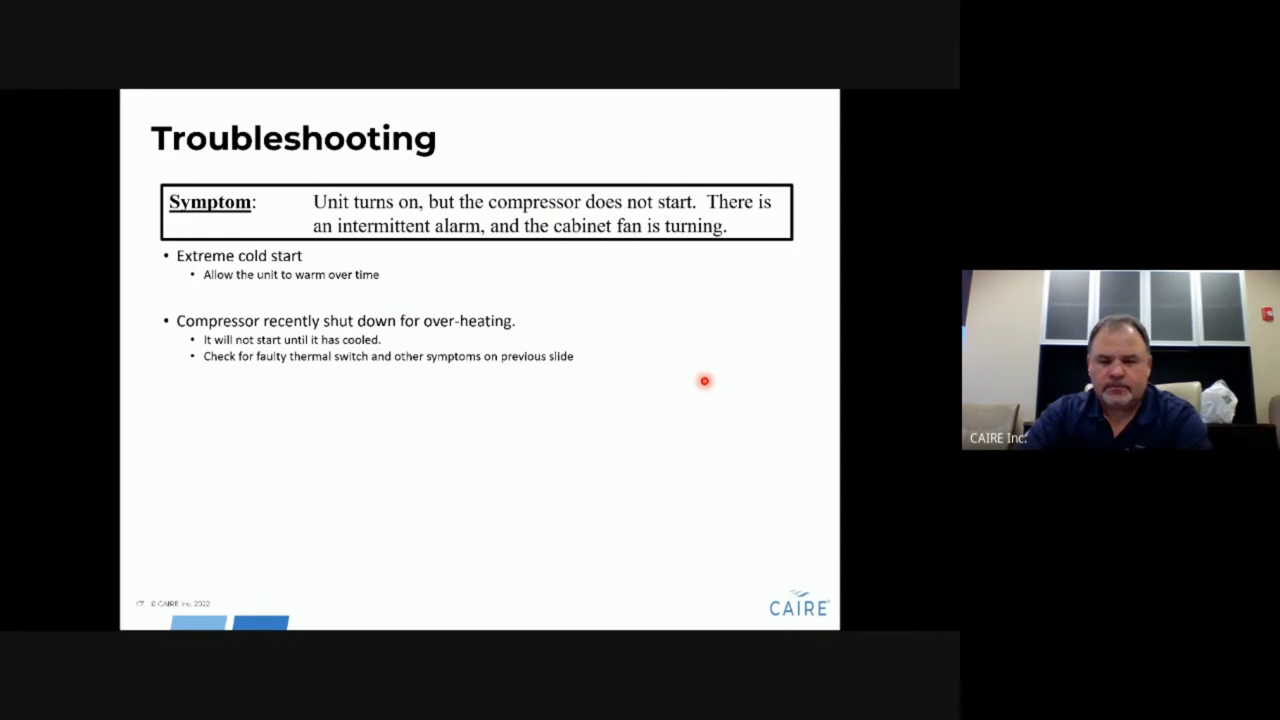 Troubleshooting
Symptom: Unit turns on, but the compressor does not start. There is
an intermittent alarm, and the cabinet fan is turning.
• Extreme cold start
• Allow the unit to warm over time
• Compressor recently shut down for over-heating.
• It will not start until it has cooled.
• Check for faulty thermal switch and other symptoms on previous slide
47 © CAIRE Inc. 2022
CAIRE
CAIRE Inc.